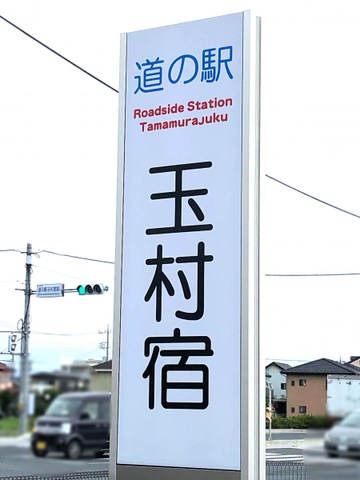 道の駅
Roadside Station
Tamamurajuku
玉村宿